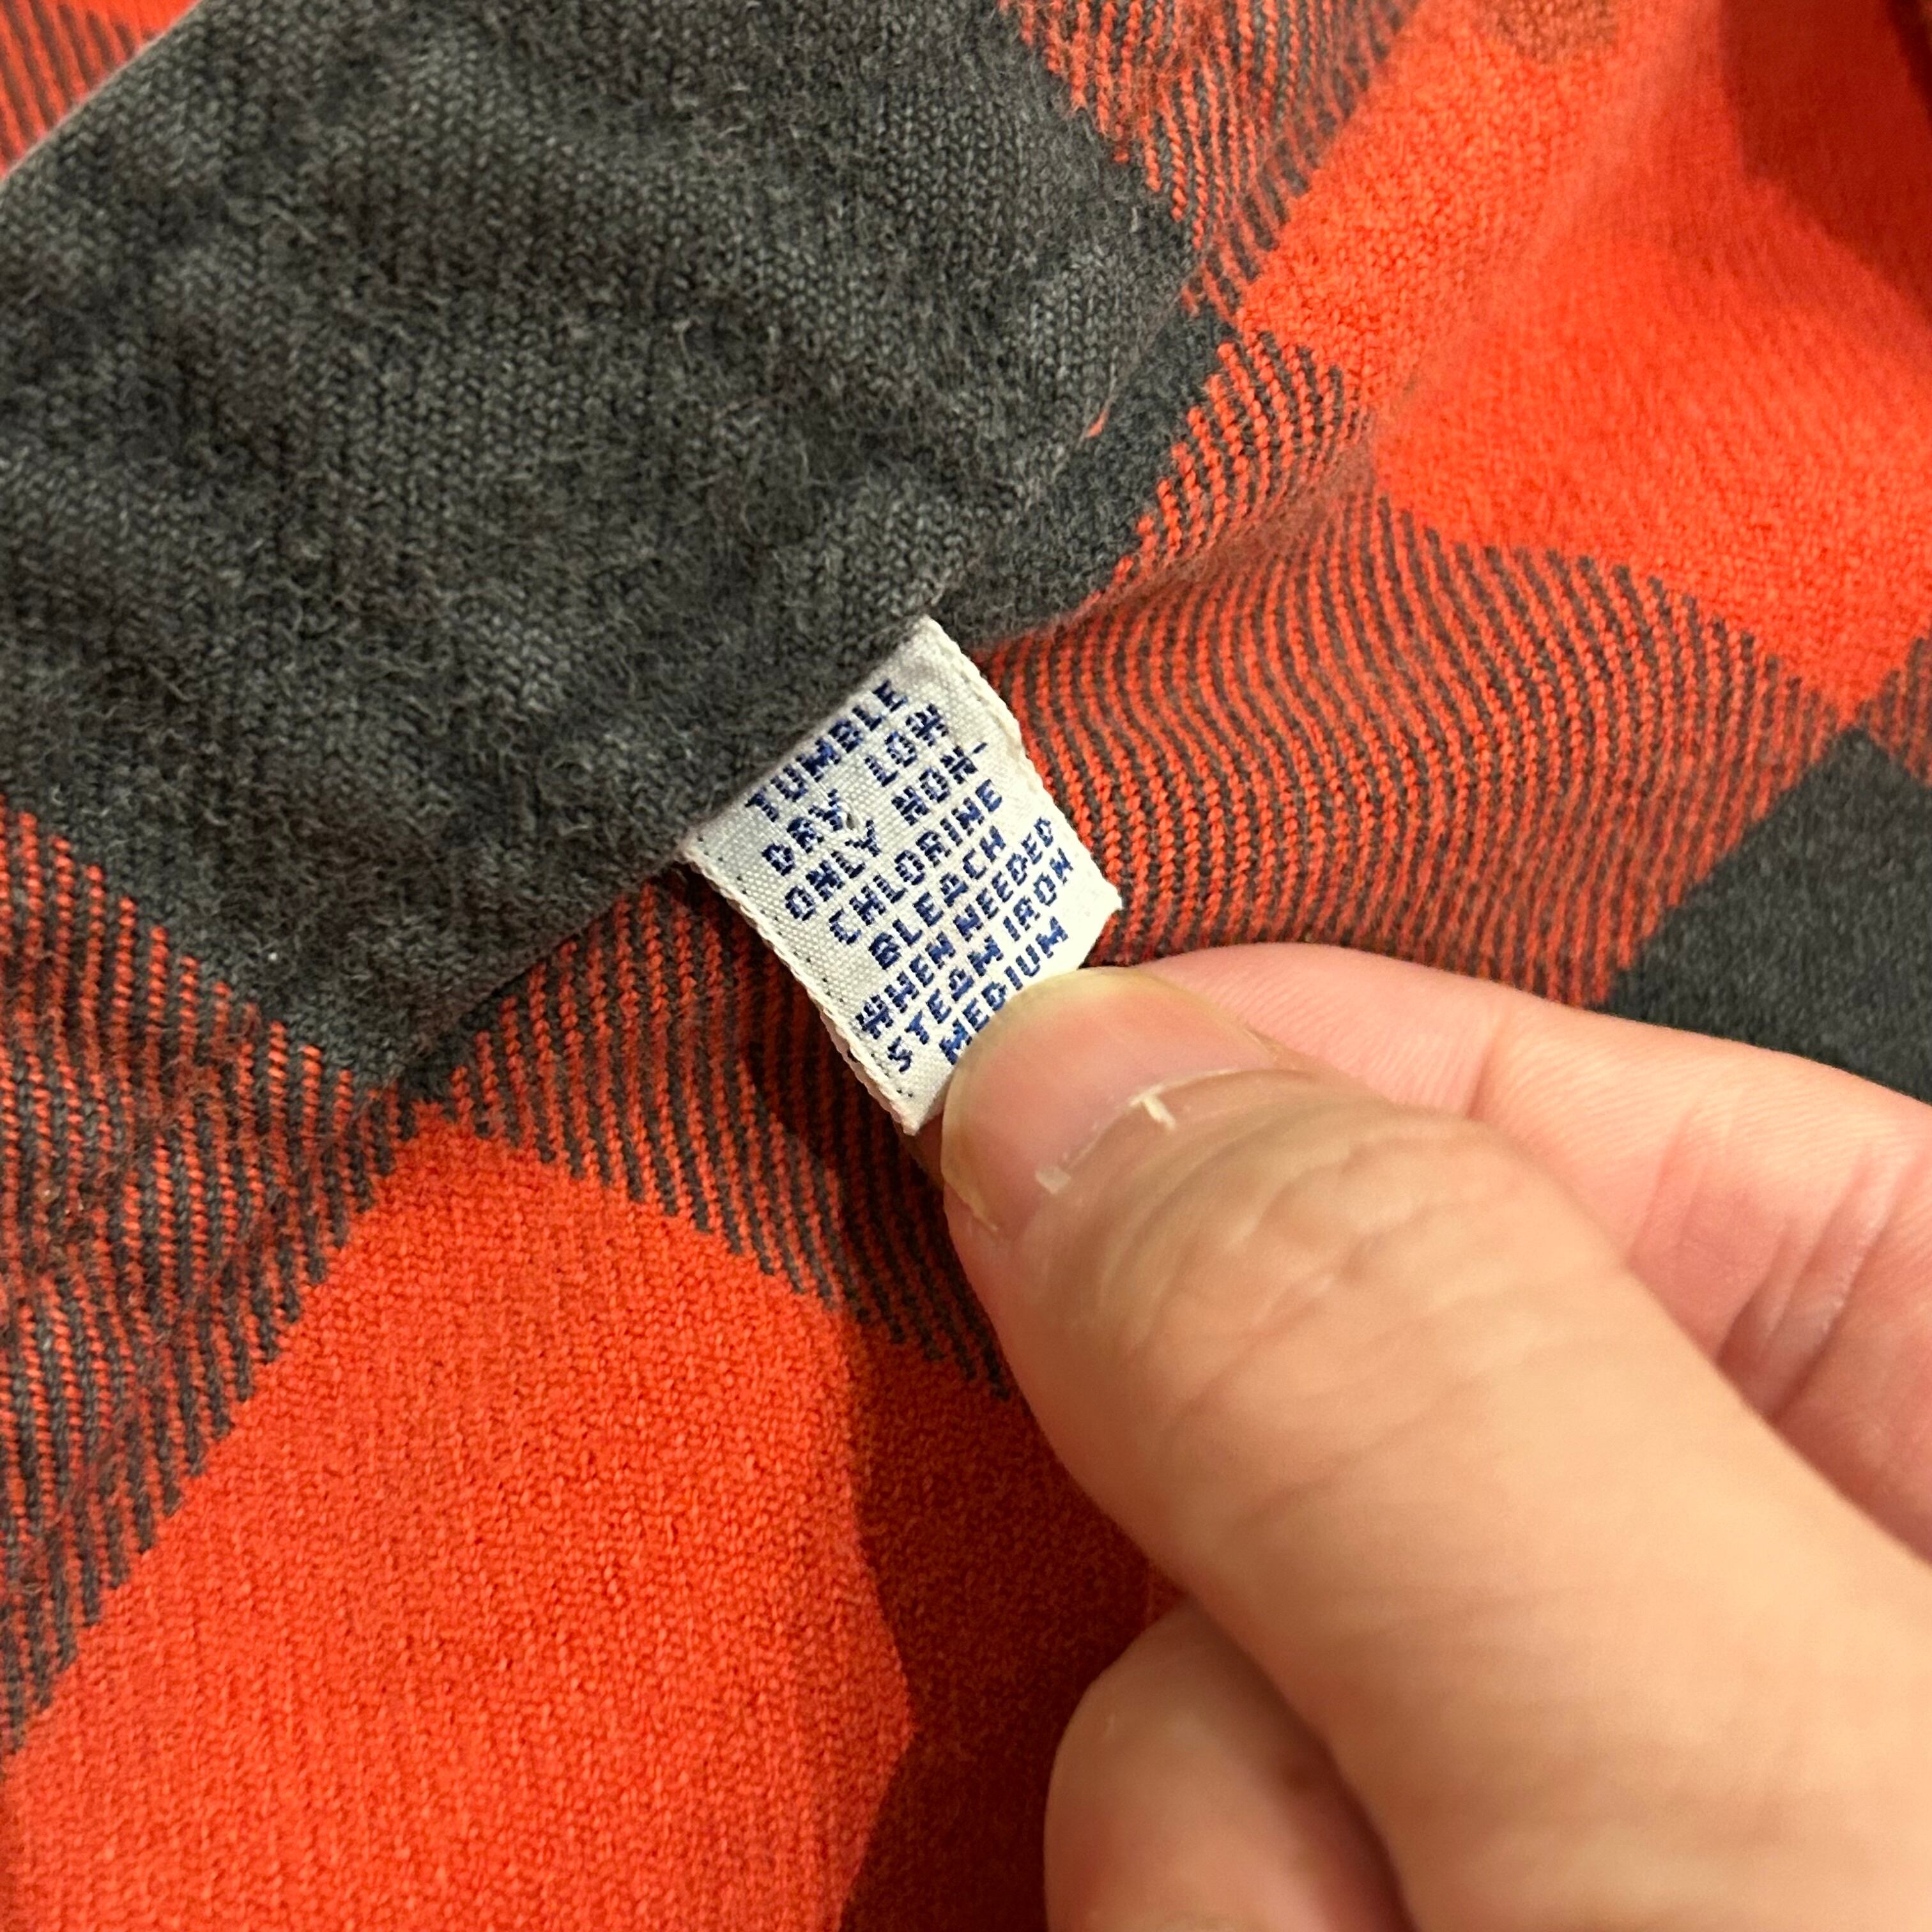 TUMBLE
DRY LOW
ONLY NON-
CHLORINE
BLEACH
WHEN NEEDED
STEAM IRON
MEDIUM